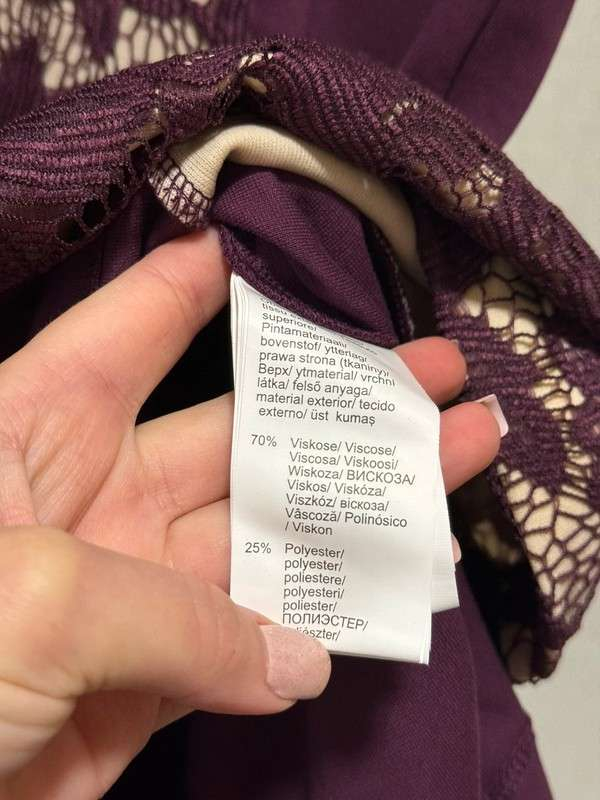 tissu
superiore/
Pintamateriaali/
bovenstof/ ytterlag/
prawa strona (tkaniny)/
Верх/ ytmaterial/ vrchní
látka/ felső anyaga/
material exterior/ tecido
externo/ üst kumaş
70% Viskose/ Viscose/
Viscosa/ Viskoosi/
Wiskoza/ ВИСКОЗА/
Viskos/ Viskóza/
Viszkóz/ віскоза/
Vâscoză/ Polinósico
/ Viskon
25% Polyester/
polyester/
poliestere/
polyesteri/
poliester/
ПОЛИЭСТЕР/